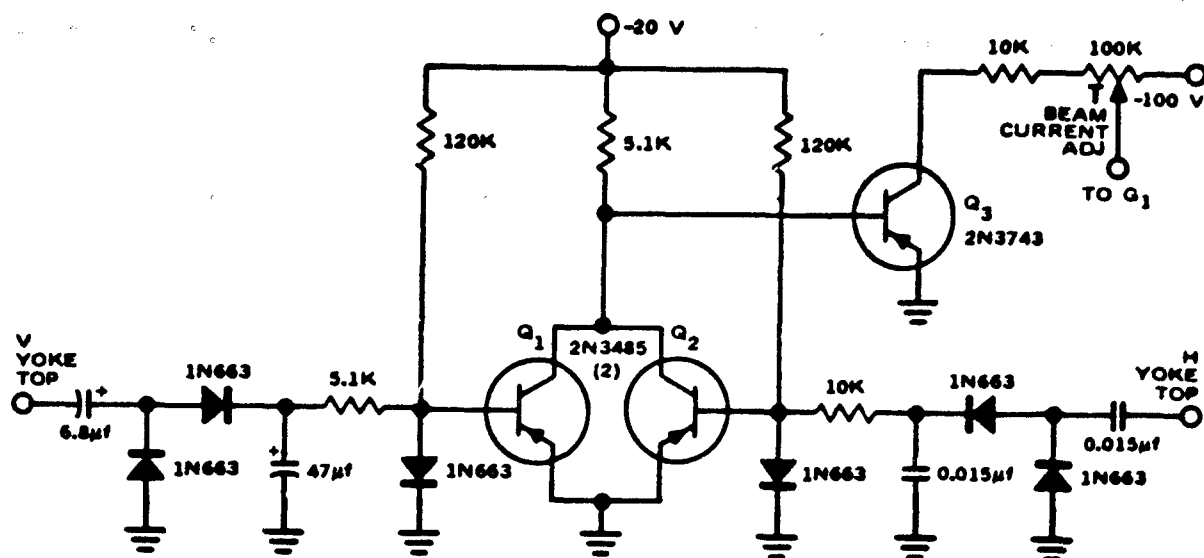 -20 V
10K
100K
-100 V
BEAM
CURRENT
ADJ
TO G1
120K
5.1K
120K
Q3
2N3743
V
YOKE
TOP
6.8µf
1N663
1N663
5.1K
47µf
1N663
Q1
2N3485
(2)
Q2
10K
1N663
0.015µf
1N663
1N663
0.015µf
H
YOKE
TOP